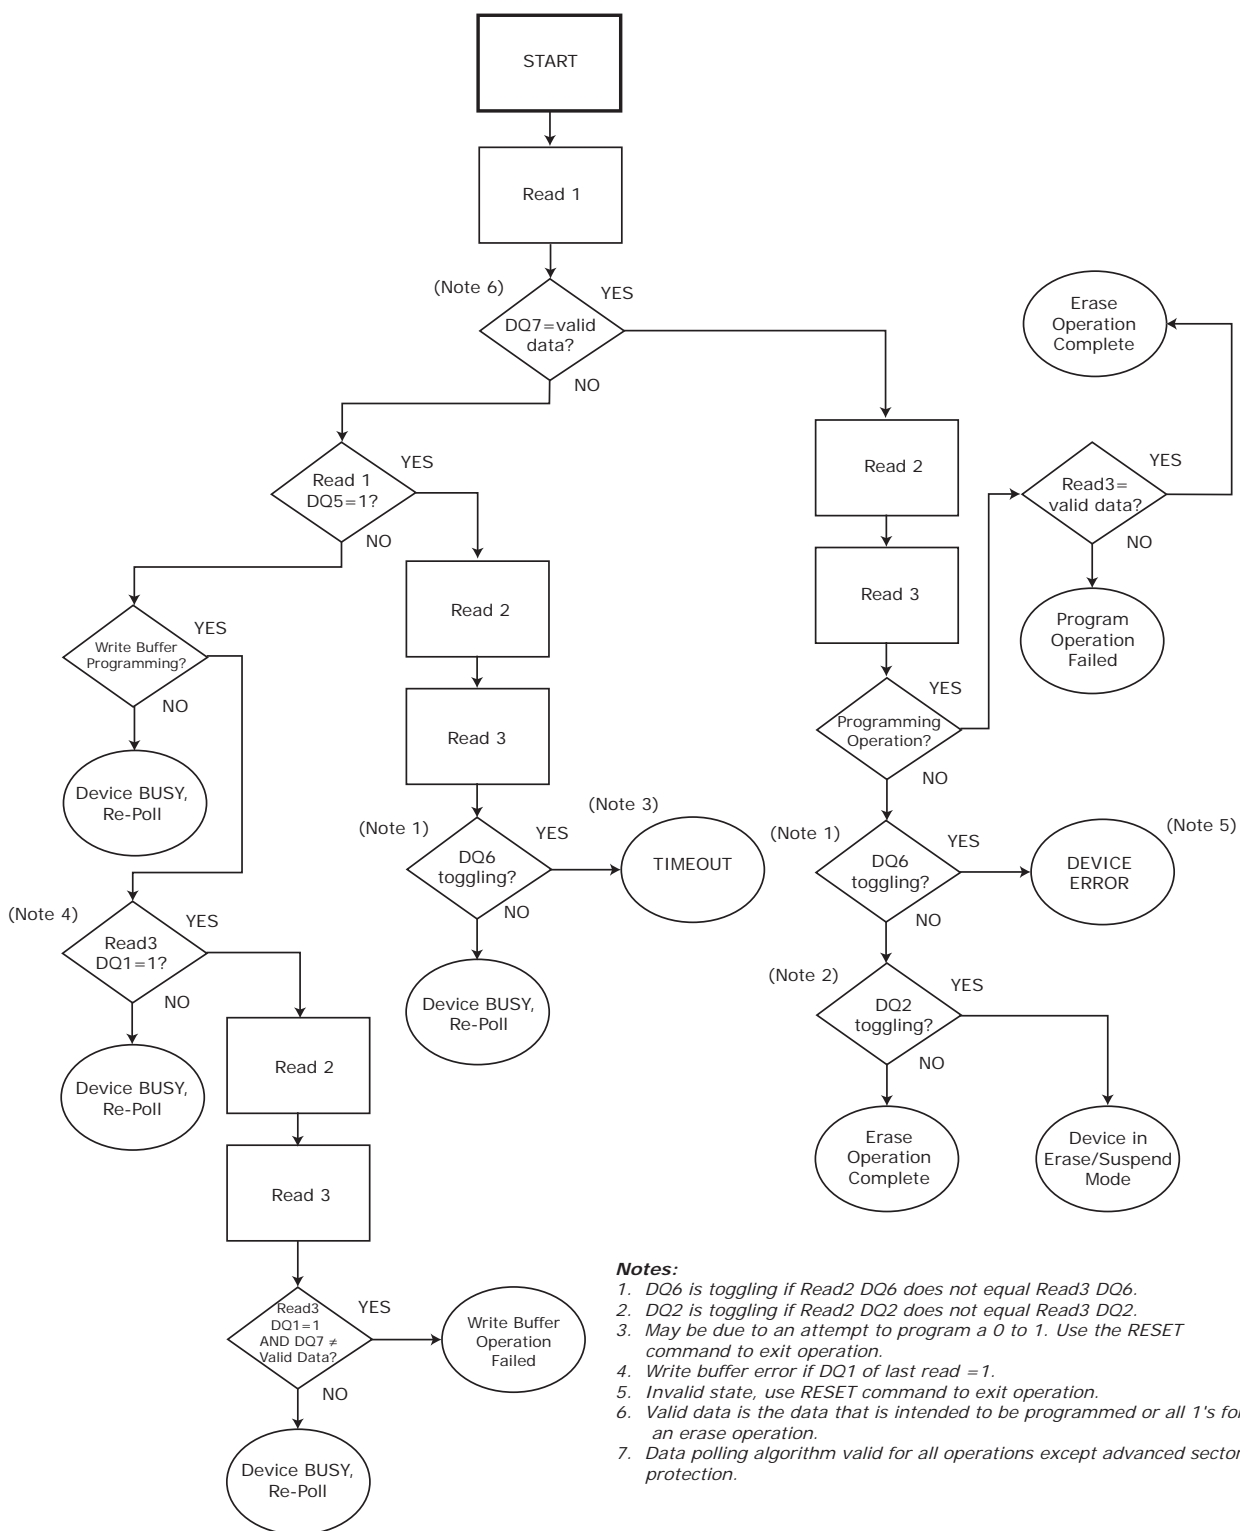 START
Read 1
(Note 6)
YES
DQ7=valid
data?
NO
Erase
Operation
Complete
Read 1
DQ5=1?
YES
NO
Read 2
Read3=
valid data?
YES
NO
Write Buffer
Programming?
YES
NO
Read 2
Read 3
Program
Operation
Failed
Device BUSY,
Re-Poll
Read 3
Programming
Operation?
YES
NO
(Note 1)
DQ6
toggling?
YES
NO
(Note 3)
TIMEOUT
(Note 1)
DQ6
toggling?
YES
NO
(Note 5)
DEVICE
ERROR
(Note 4)
Read3
DQ1=1?
YES
NO
Device BUSY,
Re-Poll
(Note 2)
DQ2
toggling?
YES
NO
Device BUSY,
Re-Poll
Read 2
Erase
Operation
Complete
Device in
Erase/Suspend
Mode
Read 3
Read3
DQ1=1
AND DQ7 ≠
Valid Data?
YES
NO
Write Buffer
Operation
Failed
Device BUSY,
Re-Poll
Notes:
1. DQ6 is toggling if Read2 DQ6 does not equal Read3 DQ6.
2. DQ2 is toggling if Read2 DQ2 does not equal Read3 DQ2.
3. May be due to an attempt to program a 0 to 1. Use the RESET
command to exit operation.
4. Write buffer error if DQ1 of last read =1.
5. Invalid state, use RESET command to exit operation.
6. Valid data is the data that is intended to be programmed or all 1's for
an erase operation.
7. Data polling algorithm valid for all operations except advanced sector
protection.